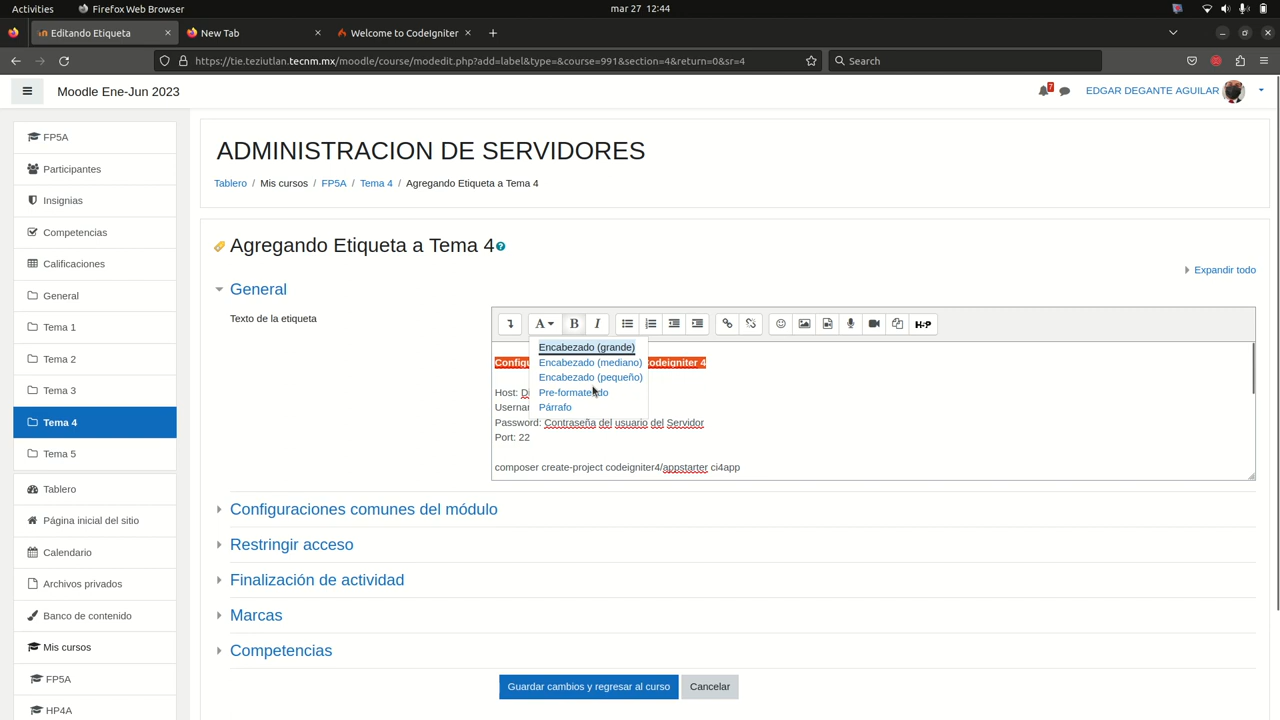 Activities
Firefox Web Browser
mar 27 12:44
Editando Etiqueta
New Tab
Welcome to CodeIgniter
https://tie.teziutlan.tecnm.mx/moodle/course/modedit.php?add=label&type=&course=991&section=4&return=0&sr=4
Search
Moodle Ene-Jun 2023
7
EDGAR DEGANTE AGUILAR
FP5A
Participantes
Insignias
Competencias
Calificaciones
General
Tema 1
Tema 2
Tema 3
Tema 4
Tema 5
Tablero
Página inicial del sitio
Calendario
Archivos privados
Banco de contenido
Mis cursos
FP5A
HP4A
ADMINISTRACION DE SERVIDORES
Tablero / Mis cursos / FP5A / Tema 4 / Agregando Etiqueta a Tema 4
Agregando Etiqueta a Tema 4
Expandir todo
General
Texto de la etiqueta
A B I H-P
Encabezado (grande)
Encabezado (mediano)
Encabezado (pequeño)
Pre-formateado
Párrafo
Codeigniter 4
Host:
Password: Contraseña del usuario del Servidor
Port: 22
composer create-project codeigniter4/appstarter ci4app
Configuraciones comunes del módulo
Restringir acceso
Finalización de actividad
Marcas
Competencias
Guardar cambios y regresar al curso
Cancelar